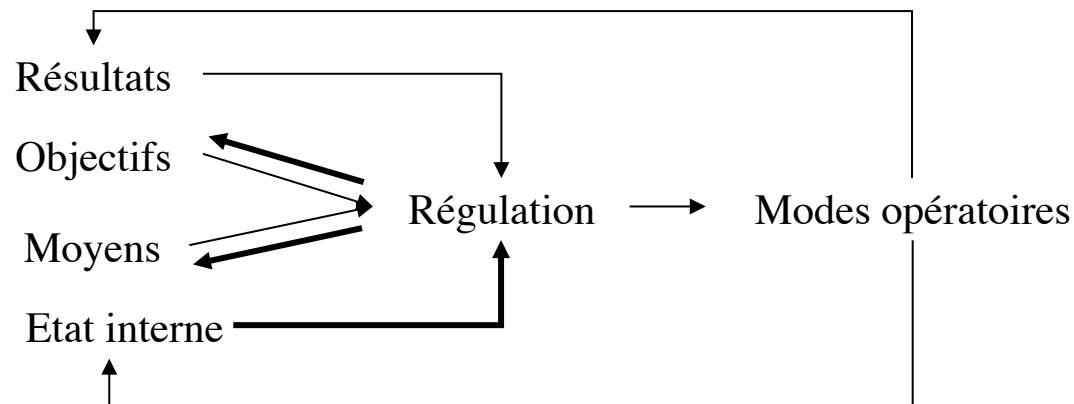 Résultats
Objectifs
Régulation
Modes opératoires
Moyens
Etat interne